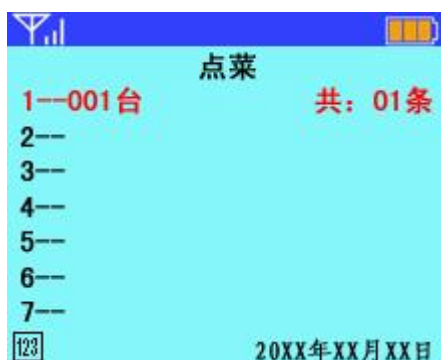 点菜
1--001台 共：01条
2--
3--
4--
5--
6--
7--
123 20XX年XX月XX日